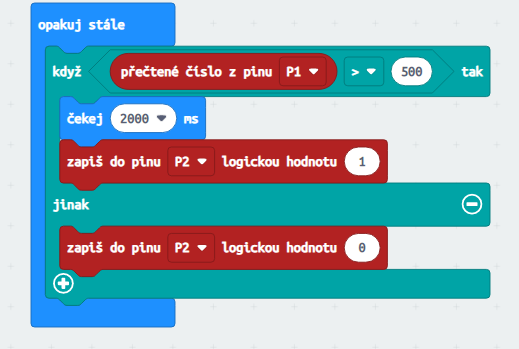 opakuj stále
když přečtené číslo z pinu P1 > 500 tak
čekej 2000 ms
zapiš do pinu P2 logickou hodnotu 1
jinak
zapiš do pinu P2 logickou hodnotu 0